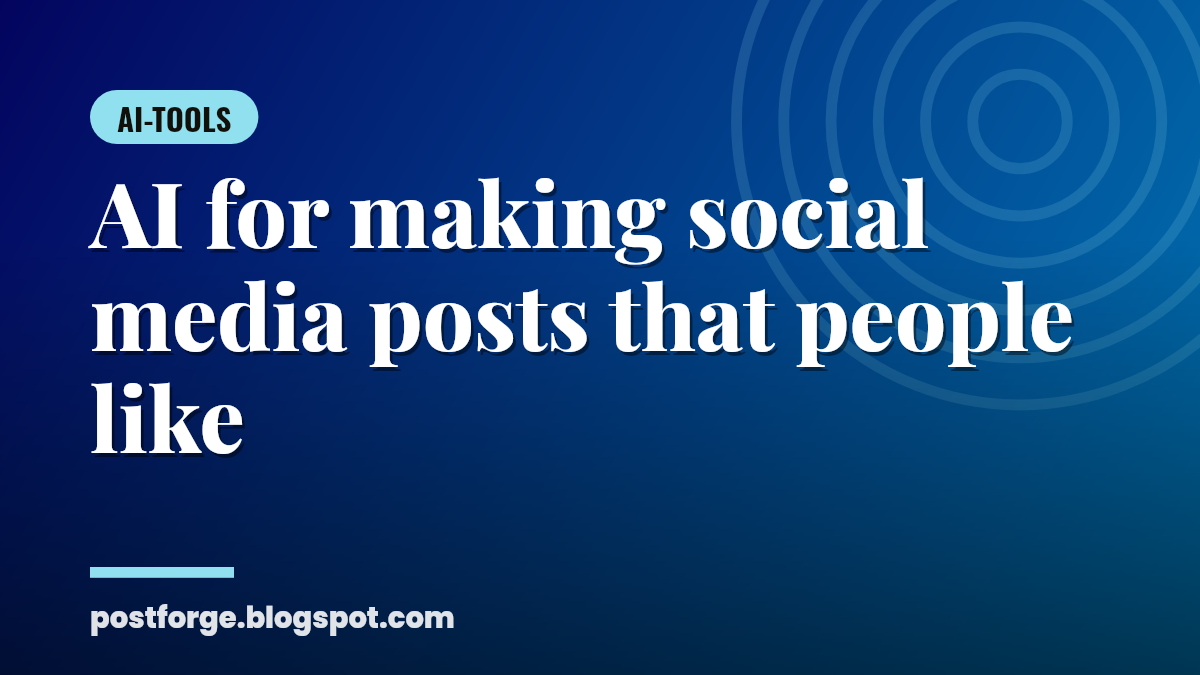 AI-TOOLS
AI for making social
media posts that people
like
postforge.blogspot.com